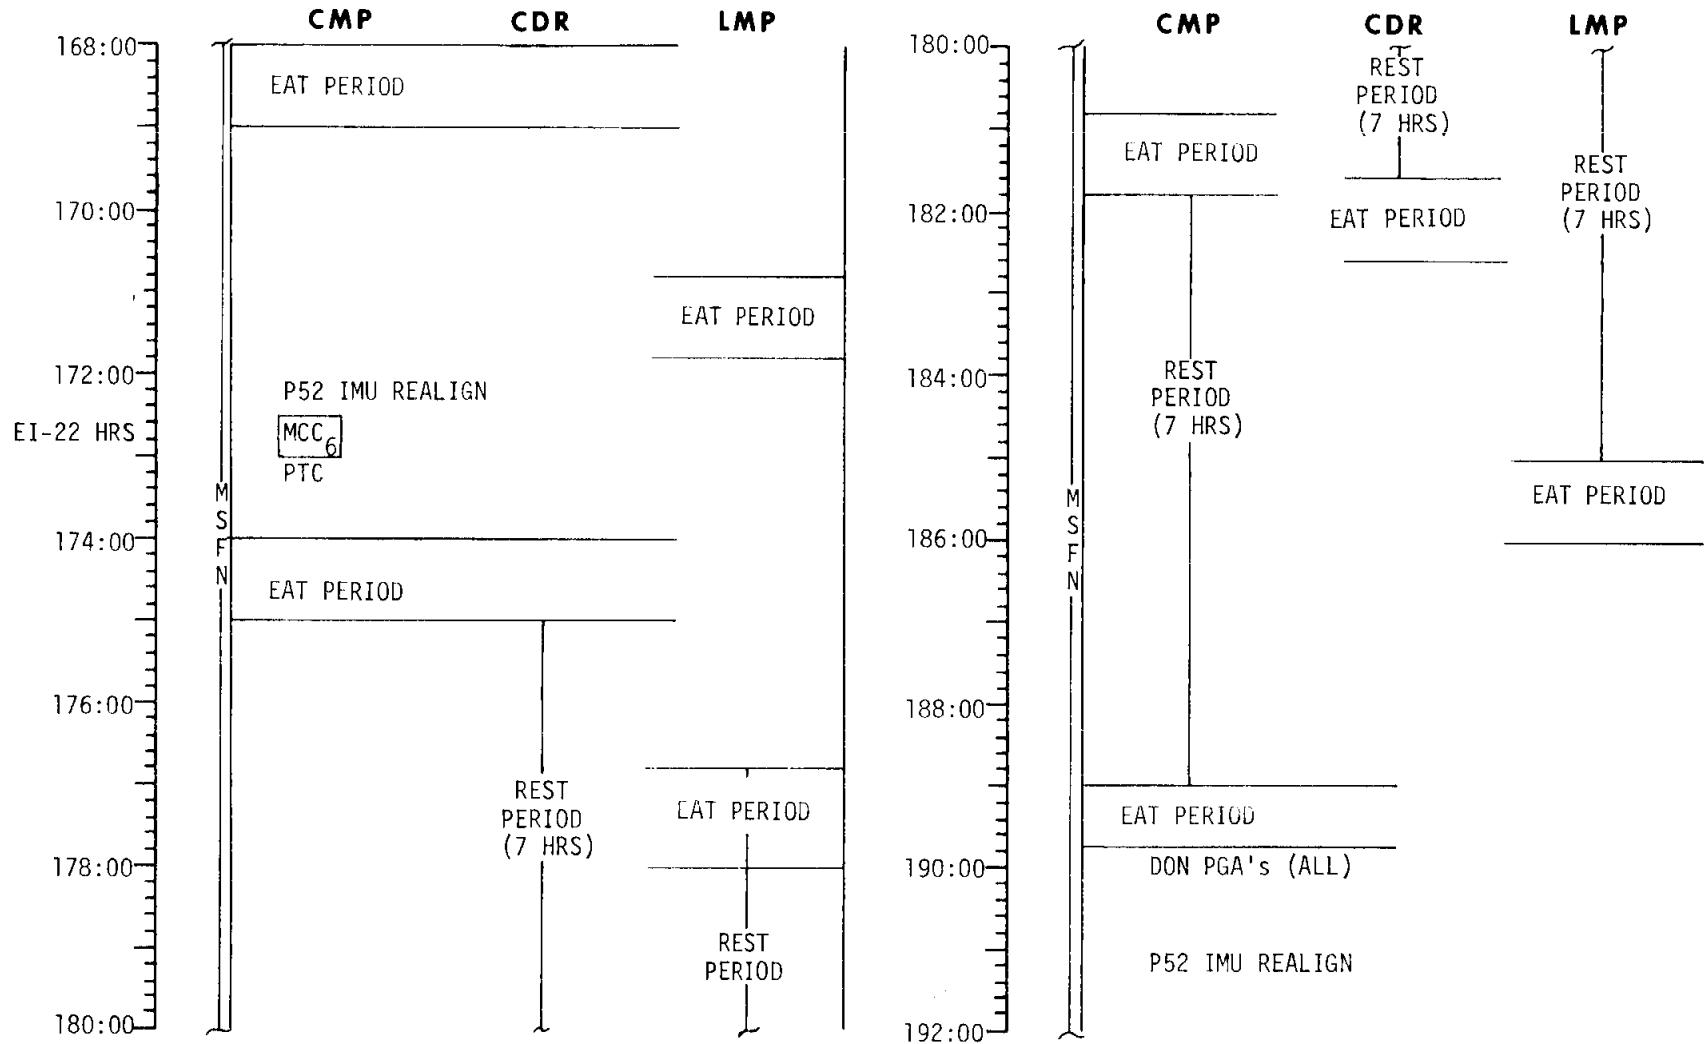 CMP CDR LMP
168:00
EAT PERIOD
170:00
EAT PERIOD
172:00
P52 IMU REALIGN
EI-22 HRS
MCC6
PTC
MSFN
174:00
EAT PERIOD
176:00
REST
PERIOD
(7 HRS)
EAT PERIOD
178:00
REST
PERIOD
180:00
CMP CDR LMP
180:00
REST
PERIOD
(7 HRS)
EAT PERIOD
REST
PERIOD
(7 HRS)
182:00
EAT PERIOD
184:00
REST
PERIOD
(7 HRS)
MSFN
EAT PERIOD
186:00
188:00
EAT PERIOD
190:00
DON PGA's (ALL)
P52 IMU REALIGN
192:00